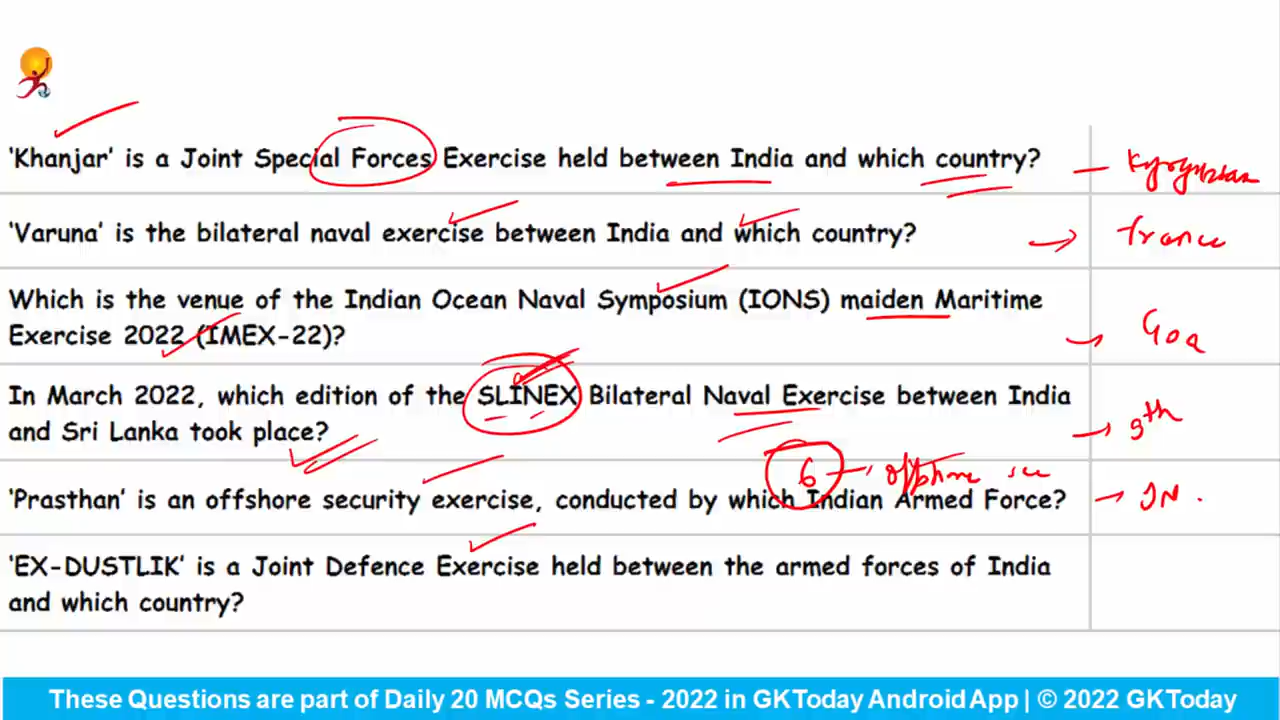 'Khanjar' is a Joint Special Forces Exercise held between India and which country? – Kyrgyzstan
'Varuna' is the bilateral naval exercise between India and which country? → france
Which is the venue of the Indian Ocean Naval Symposium (IONS) maiden Maritime
Exercise 2022 (IMEX-22)? → Goa
In March 2022, which edition of the SLINEX Bilateral Naval Exercise between India
and Sri Lanka took place? → 9th
6 → offshore sec
'Prasthan' is an offshore security exercise, conducted by which Indian Armed Force? → IN.
'EX-DUSTLIK' is a Joint Defence Exercise held between the armed forces of India
and which country?
These Questions are part of Daily 20 MCQs Series - 2022 in GKToday Android App | © 2022 GKToday